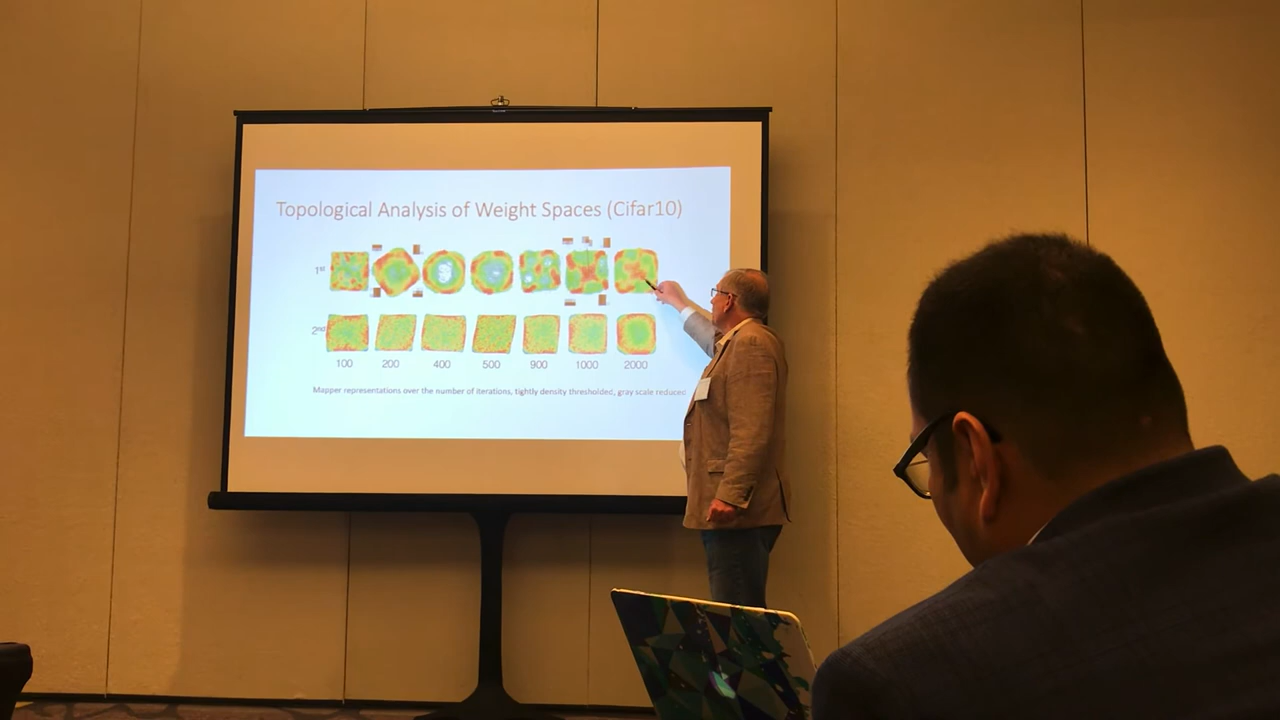 Topological Analysis of Weight Spaces (Cifar10)
1st
2nd
100 200 400 500 900 1000 2000
Mapper representations over the number of iterations, tightly density thresholded, gray scale reduced